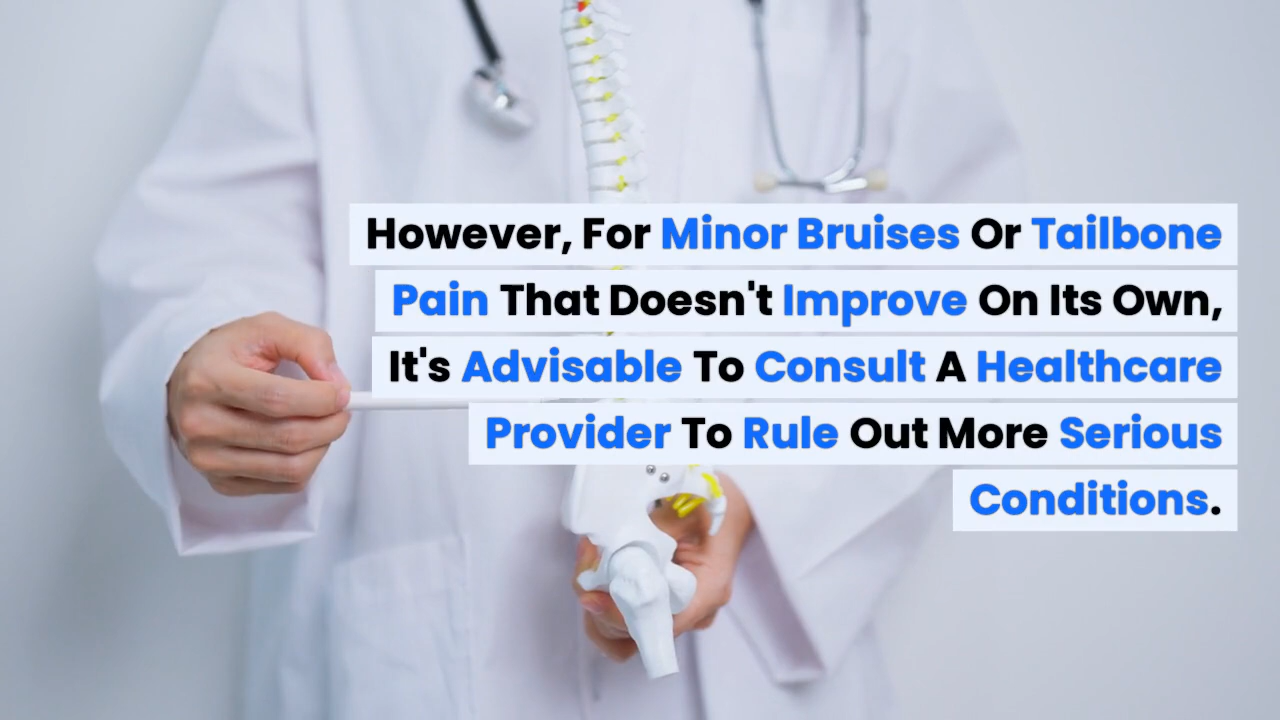 However, For Minor Bruises Or Tailbone
Pain That Doesn't Improve On Its Own,
It's Advisable To Consult A Healthcare
Provider To Rule Out More Serious
Conditions.